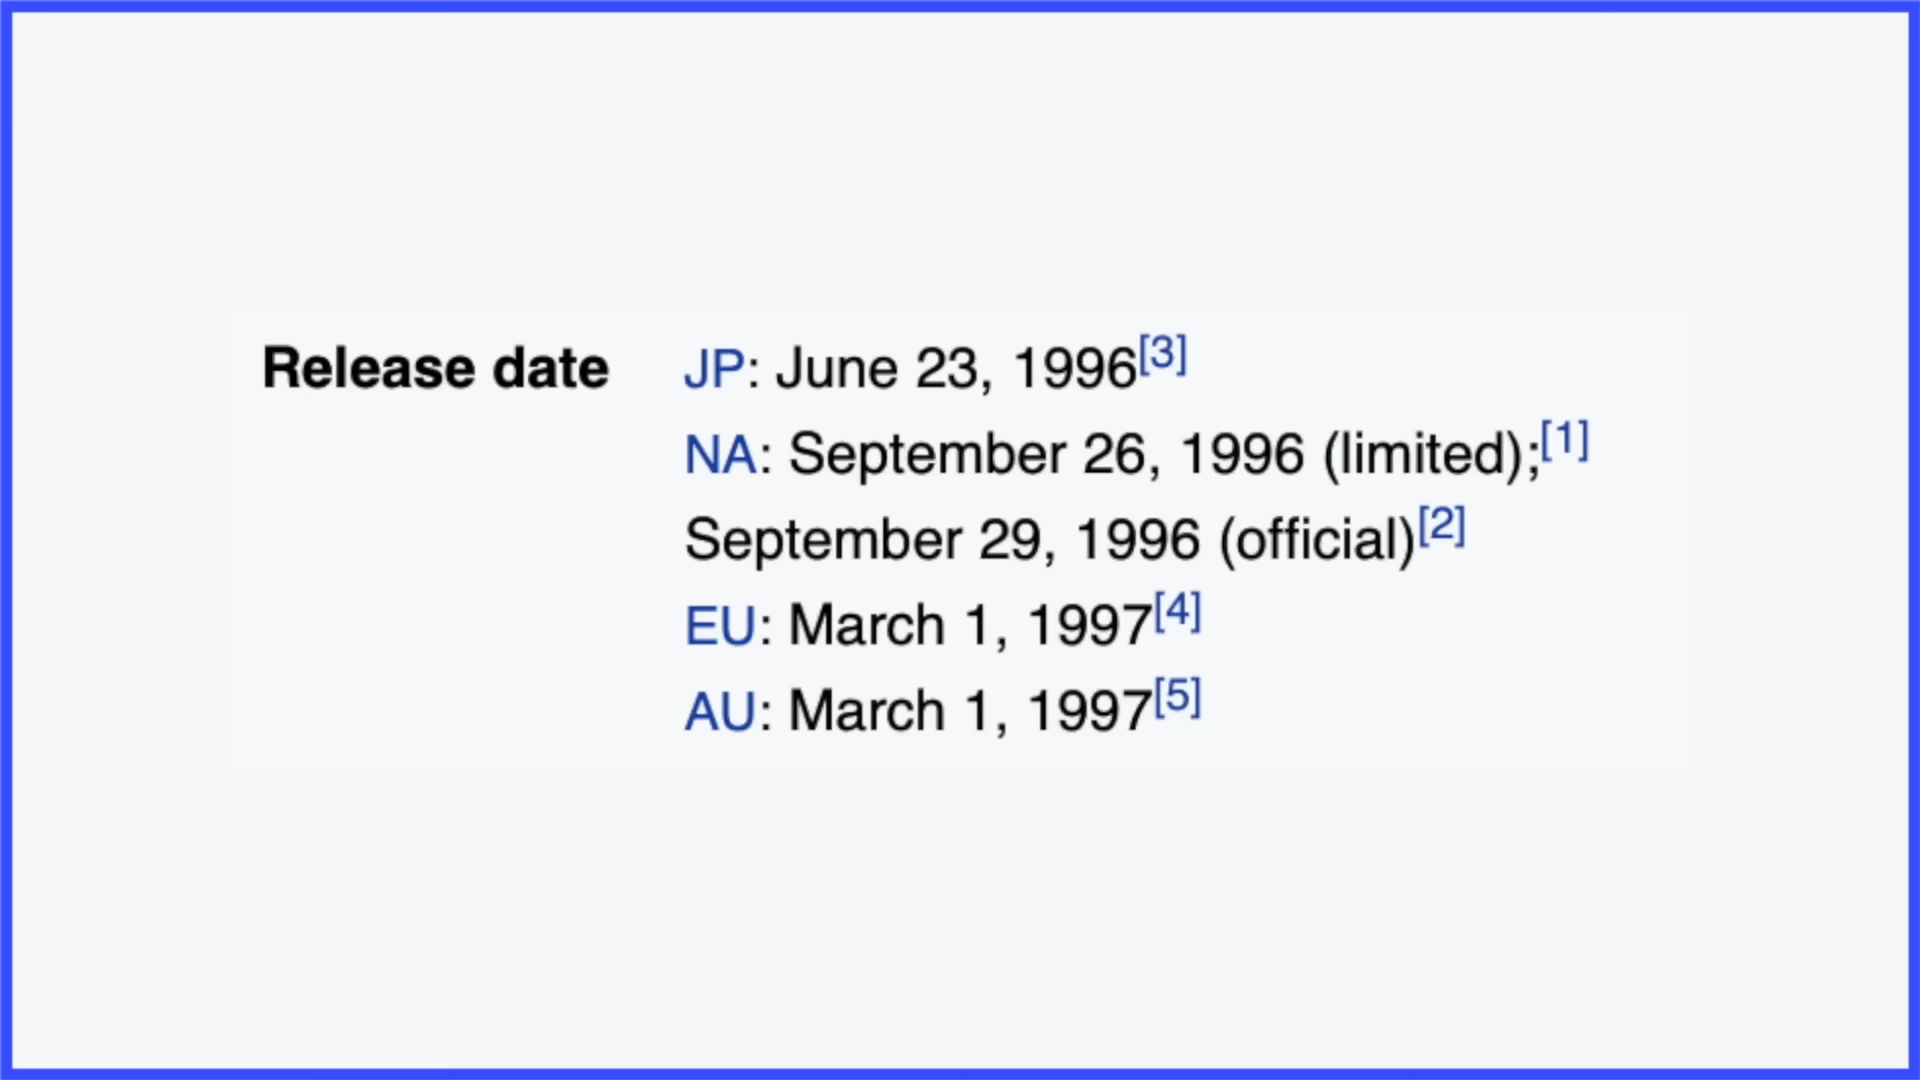 Release date JP: June 23, 1996[3]
NA: September 26, 1996 (limited);[1]
September 29, 1996 (official)[2]
EU: March 1, 1997[4]
AU: March 1, 1997[5]